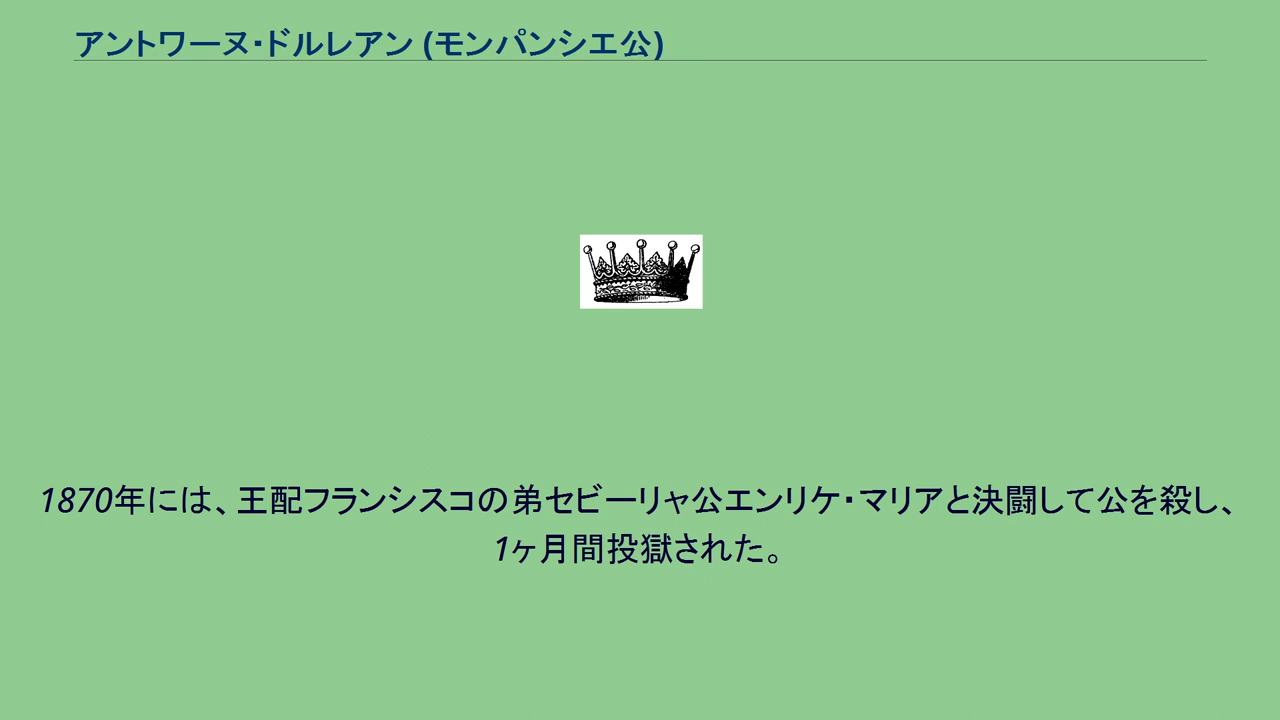 アントワーヌ・ドルレアン (モンパンシエ公)
1870年には、王配フランシスコの弟セビーリャ公エンリケ・マリアと決闘して公を殺し、
1ヶ月間投獄された。